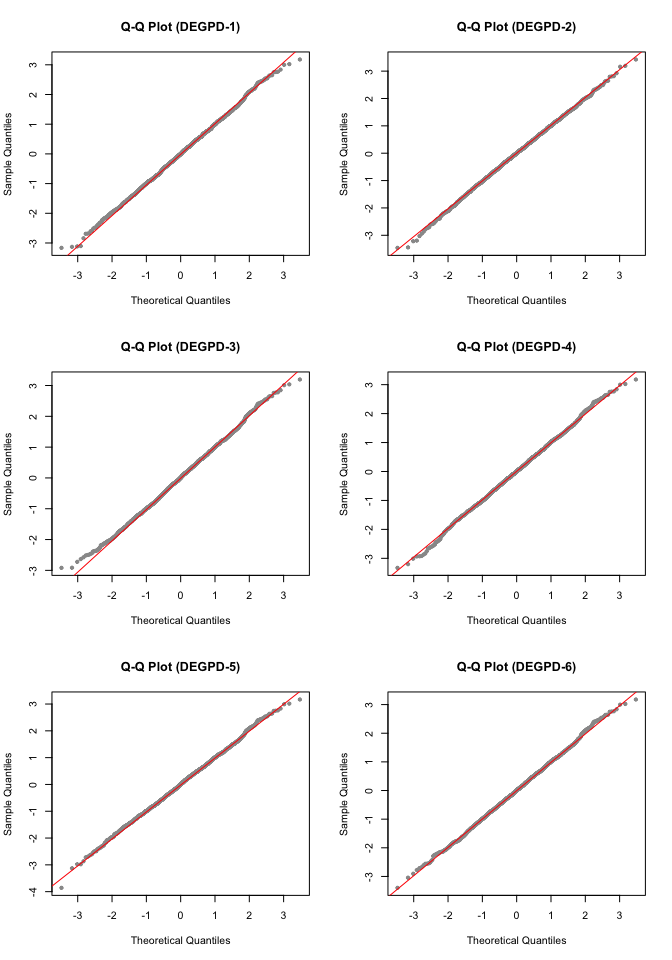 Q-Q Plot (DEGPD-1)
Sample Quantiles
3
2
1
0
-1
-2
-3
-3 -2 -1 0 1 2 3
Theoretical Quantiles
Q-Q Plot (DEGPD-2)
Sample Quantiles
3
2
1
0
-1
-2
-3
-3 -2 -1 0 1 2 3
Theoretical Quantiles
Q-Q Plot (DEGPD-3)
Sample Quantiles
3
2
1
0
-1
-2
-3
-3 -2 -1 0 1 2 3
Theoretical Quantiles
Q-Q Plot (DEGPD-4)
Sample Quantiles
3
2
1
0
-1
-2
-3
-3 -2 -1 0 1 2 3
Theoretical Quantiles
Q-Q Plot (DEGPD-5)
Sample Quantiles
3
2
1
0
-1
-2
-3
-4
-3 -2 -1 0 1 2 3
Theoretical Quantiles
Q-Q Plot (DEGPD-6)
Sample Quantiles
3
2
1
0
-1
-2
-3
-3 -2 -1 0 1 2 3
Theoretical Quantiles